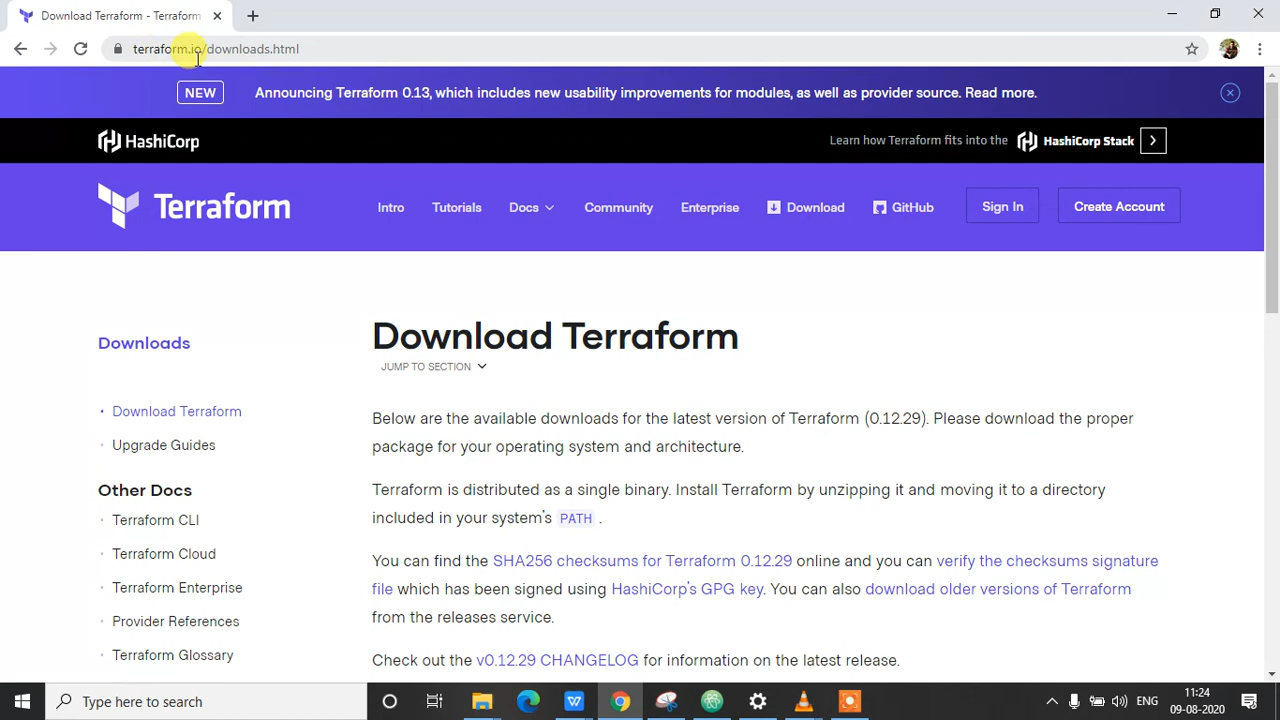 Download Terraform - Terraform
terraform.io/downloads.html
NEW
Announcing Terraform 0.13, which includes new usability improvements for modules, as well as provider source. Read more.
HashiCorp
Learn how Terraform fits into the HashiCorp Stack
Terraform
Intro
Tutorials
Docs
Community
Enterprise
Download
GitHub
Sign In
Create Account
Downloads
Download Terraform
Upgrade Guides
Other Docs
Terraform CLI
Terraform Cloud
Terraform Enterprise
Provider References
Terraform Glossary
Download Terraform
JUMP TO SECTION
Below are the available downloads for the latest version of Terraform (0.12.29). Please download the proper
package for your operating system and architecture.
Terraform is distributed as a single binary. Install Terraform by unzipping it and moving it to a directory
included in your system's PATH .
You can find the SHA256 checksums for Terraform 0.12.29 online and you can verify the checksums signature
file which has been signed using HashiCorp's GPG key. You can also download older versions of Terraform
from the releases service.
Check out the v0.12.29 CHANGELOG for information on the latest release.
Type here to search
ENG
11:24
09-08-2020